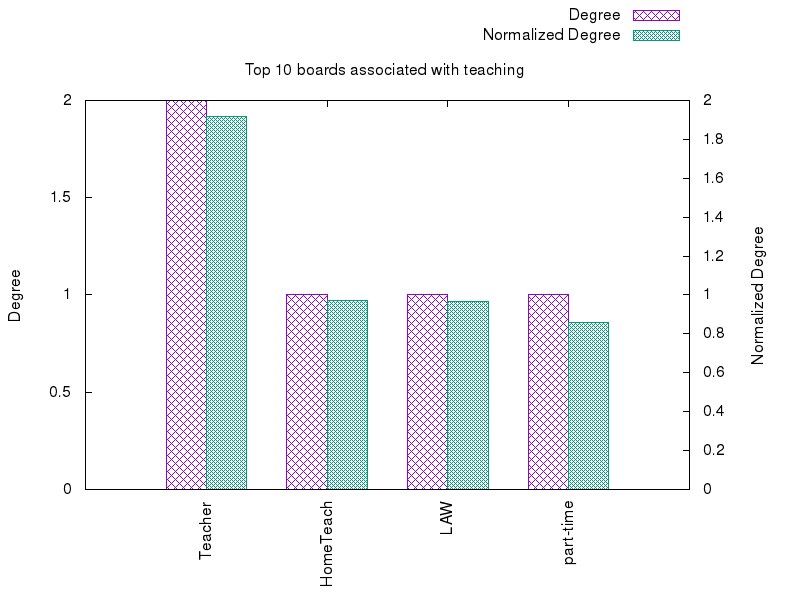 Degree
Normalized Degree
Top 10 boards associated with teaching
2
1.5
1
0.5
0
Degree
2
1.8
1.6
1.4
1.2
1
0.8
0.6
0.4
0.2
0
Normalized Degree
Teacher
HomeTeach
LAW
part-time